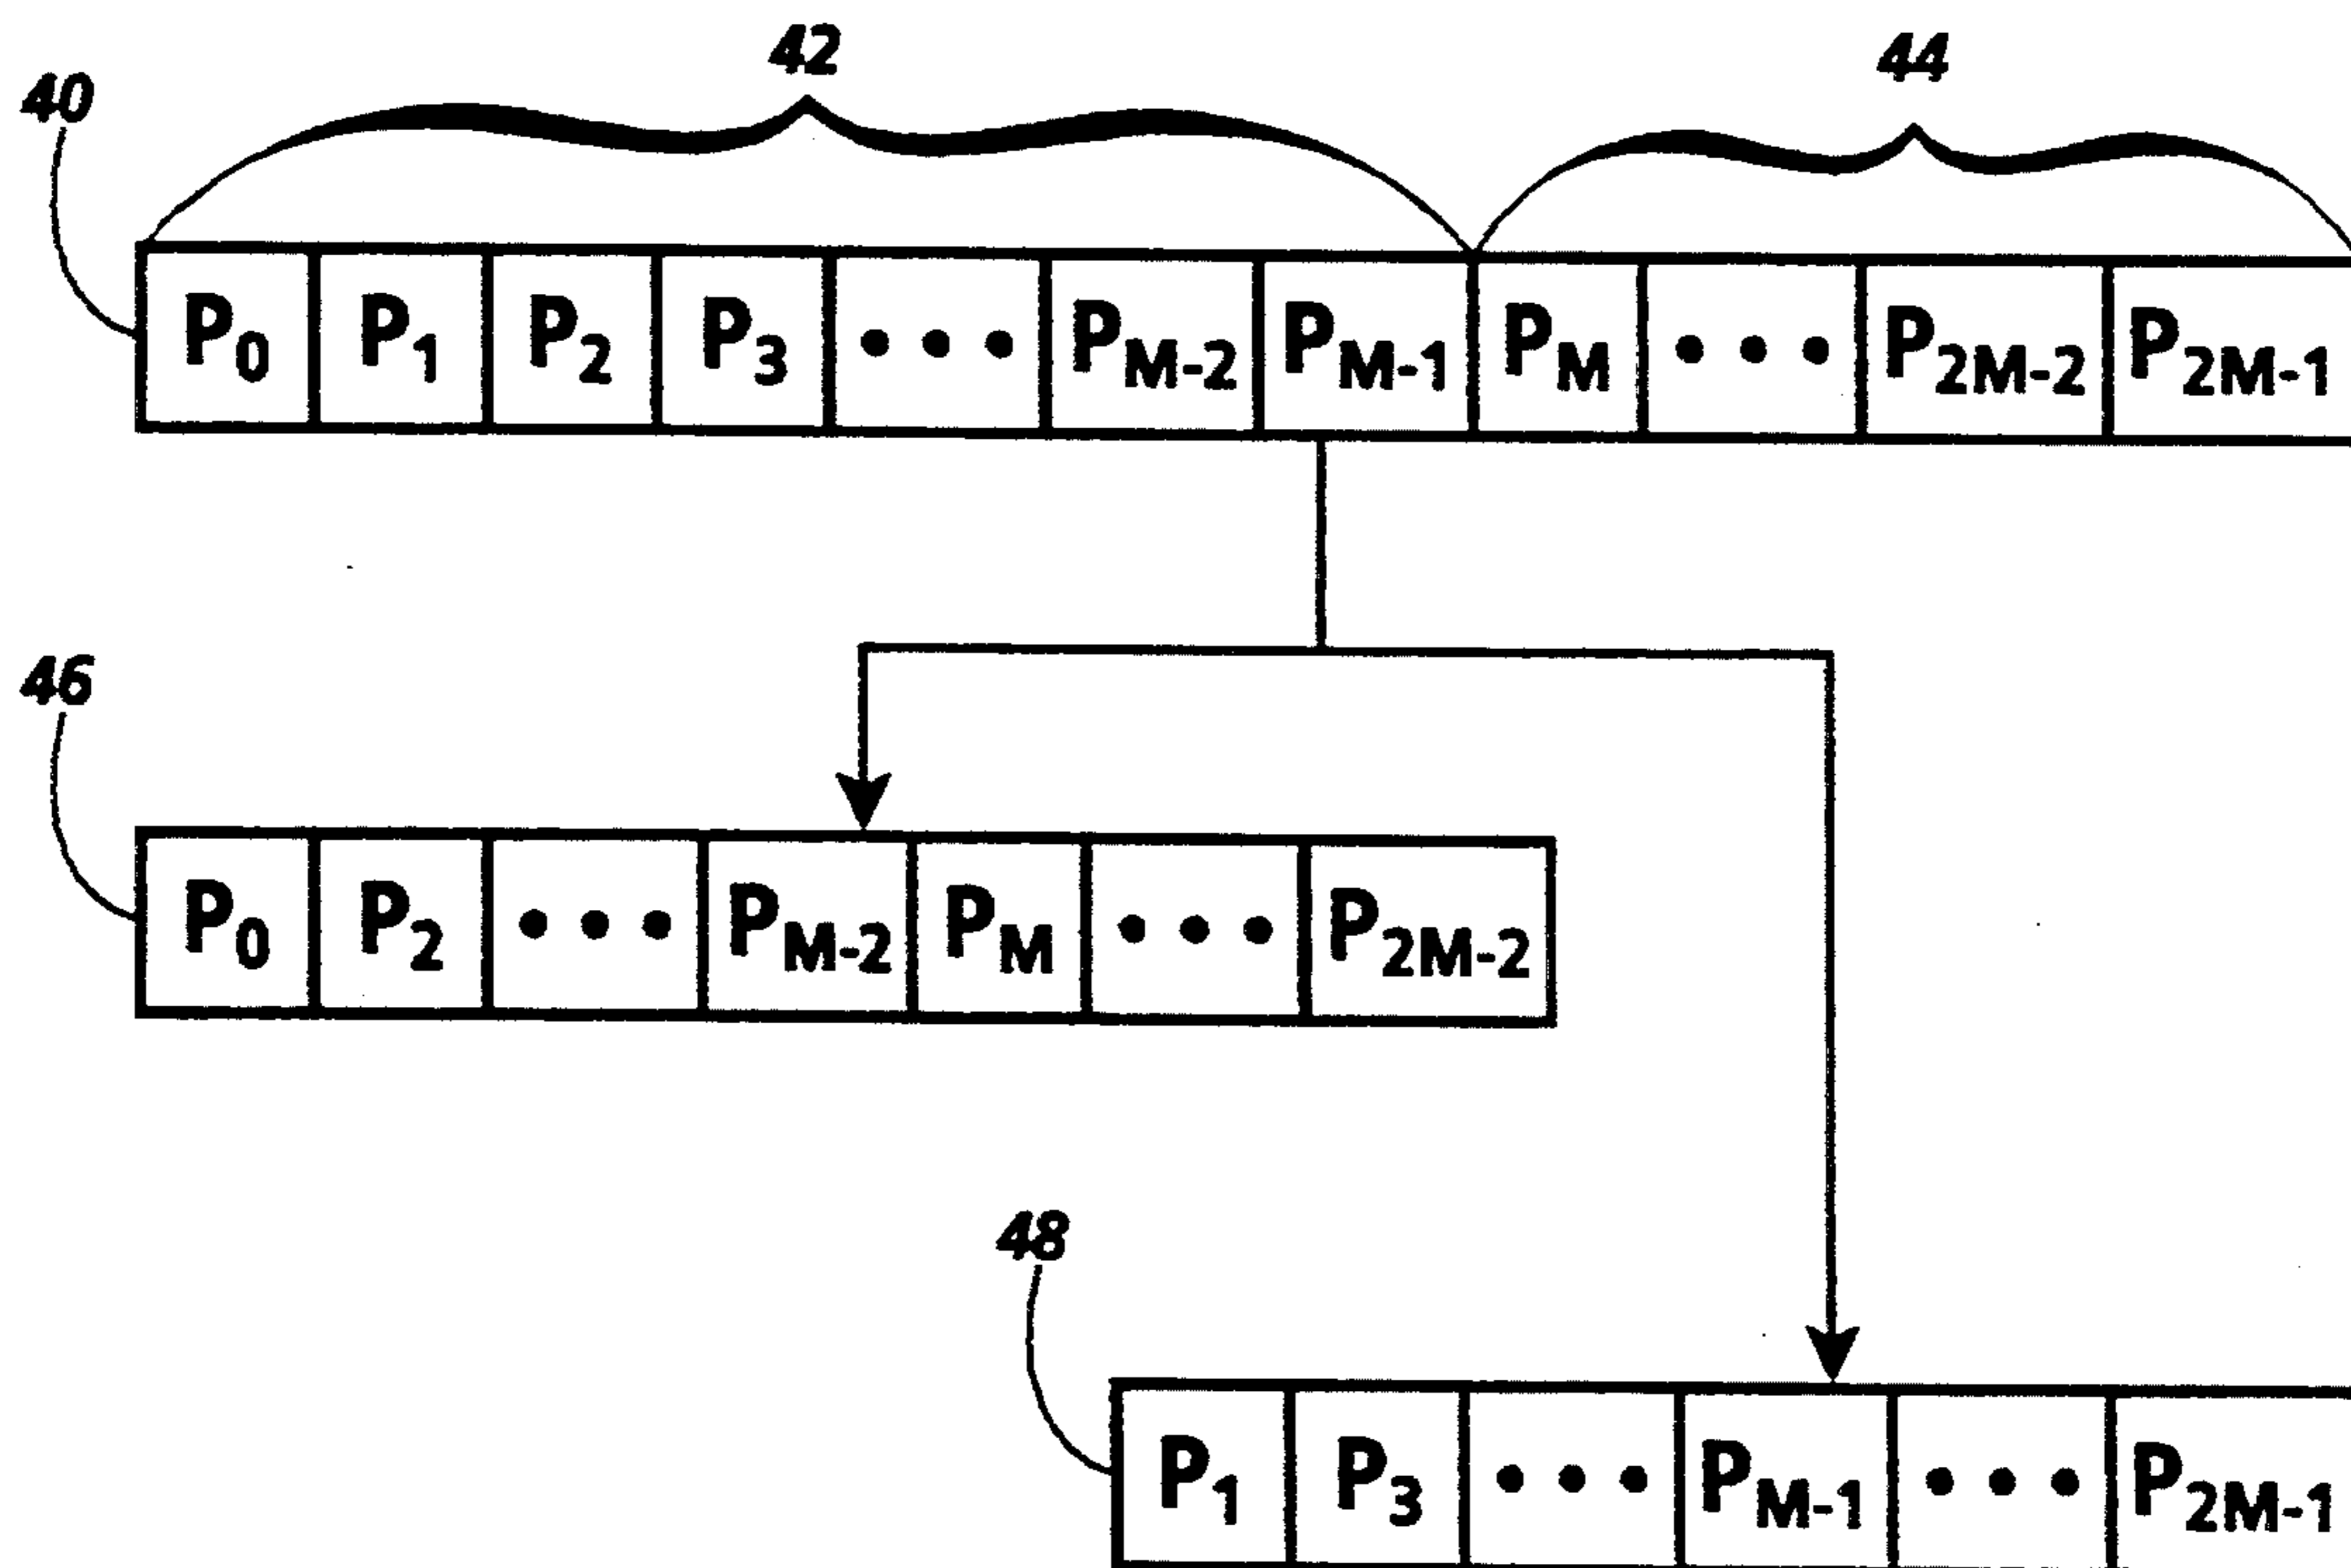 42
44
40
P0 P1 P2 P3 ••• PM-2 PM-1 PM ••• P2M-2 P2M-1
46
P0 P2 ••• PM-2 PM ••• P2M-2
48
P1 P3 ••• PM-1 ••• P2M-1